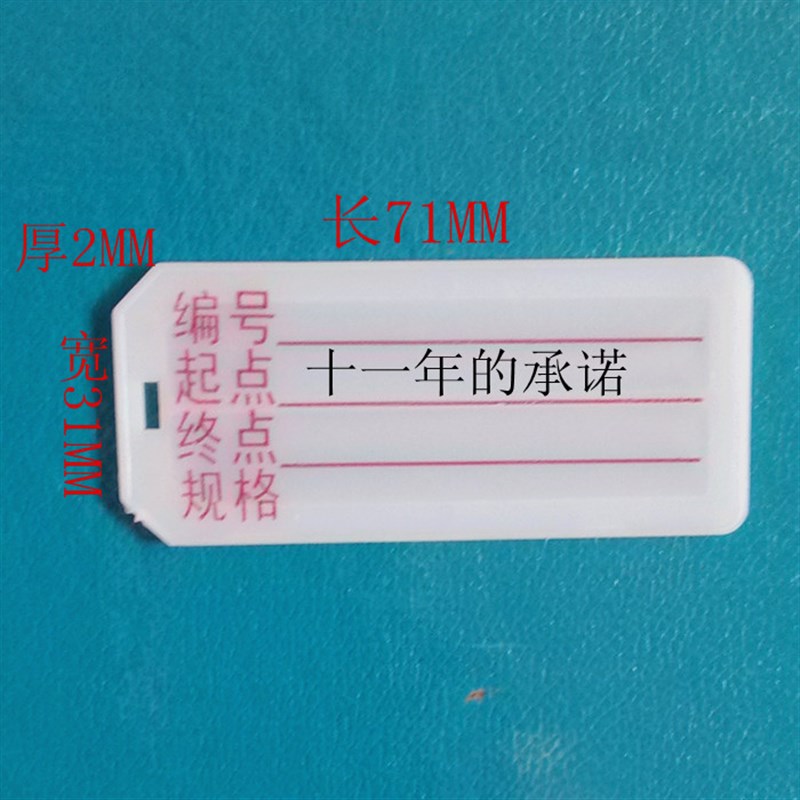 长71MM
厚2MM
宽31MM
编号
起点
十一年的承诺
终点
规格